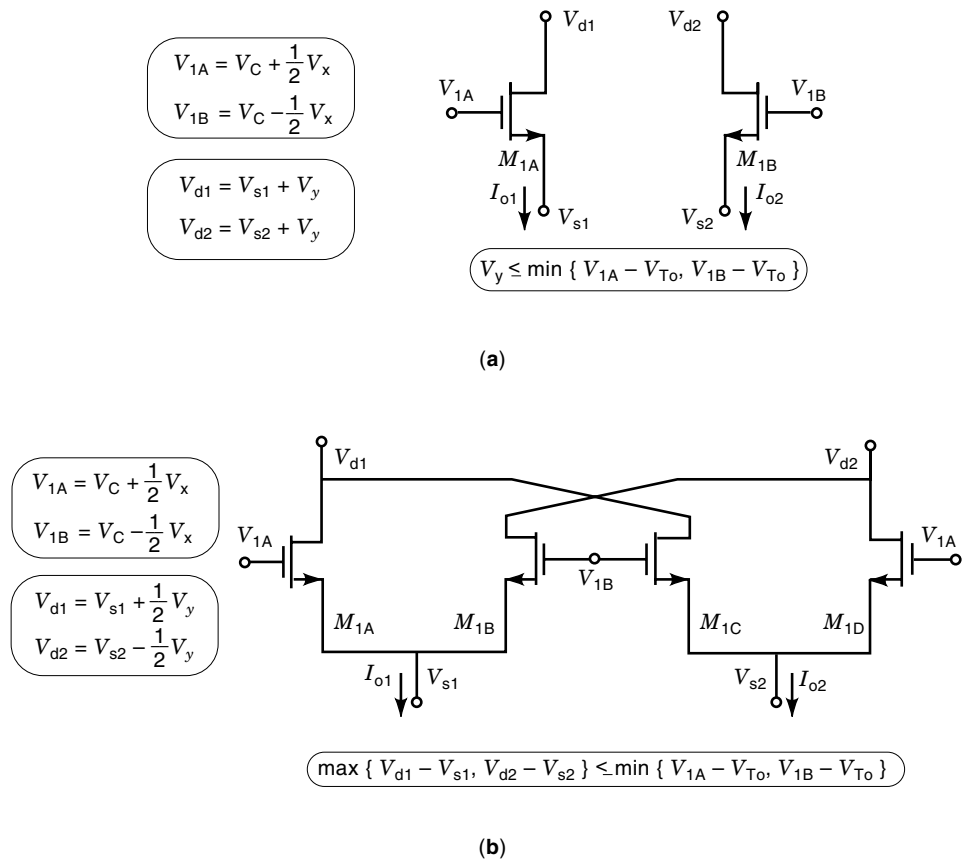 V1A = VC + 1/2 Vx
V1B = VC – 1/2 Vx
Vd1 = Vs1 + Vy
Vd2 = Vs2 + Vy
Vd1
Vd2
V1A
V1B
M1A
M1B
Io1
Io2
Vs1
Vs2
Vy ≤ min { V1A – VTo, V1B – VTo }
(a)
V1A = VC + 1/2 Vx
V1B = VC – 1/2 Vx
Vd1 = Vs1 + 1/2 Vy
Vd2 = Vs2 – 1/2 Vy
Vd1
Vd2
V1A
V1B
V1A
M1A
M1B
M1C
M1D
Io1
Vs1
Vs2
Io2
max { Vd1 – Vs1, Vd2 – Vs2 } ≤ min { V1A – VTo, V1B – VTo }
(b)